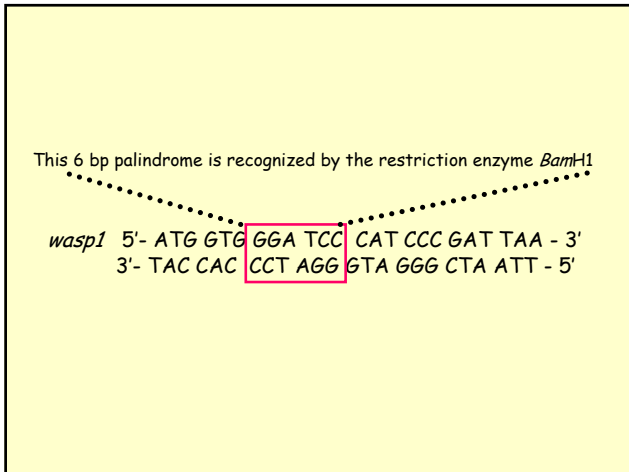 This 6 bp palindrome is recognized by the restriction enzyme BamH1
wasp1 5'- ATG GTG GGA TCC CAT CCC GAT TAA - 3'
3'- TAC CAC CCT AGG GTA GGG CTA ATT - 5'